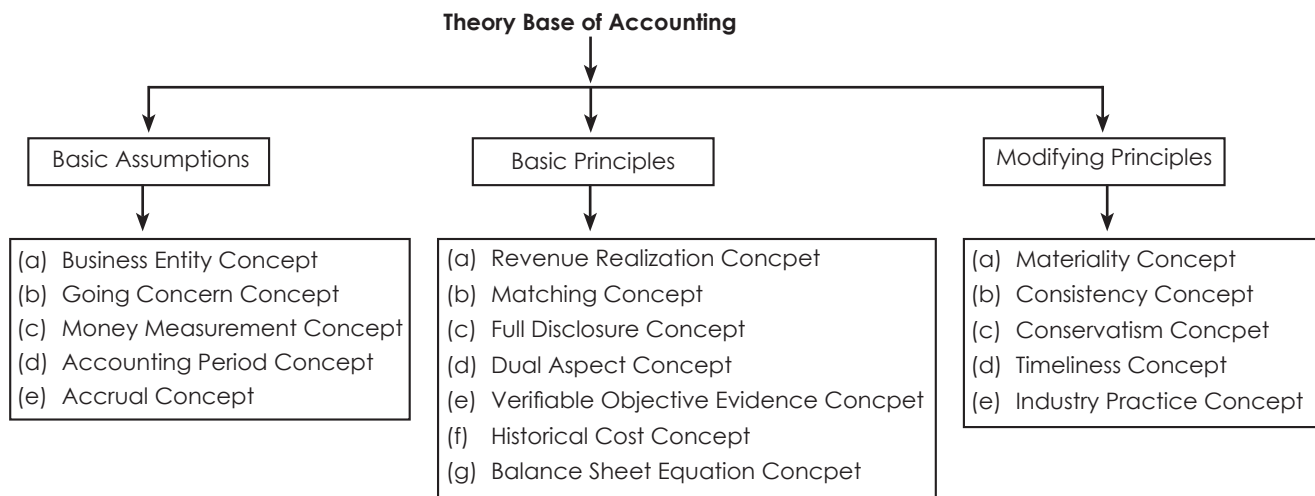 Theory Base of Accounting
Basic Assumptions
Basic Principles
Modifying Principles
(a) Business Entity Concept
(b) Going Concern Concept
(c) Money Measurement Concept
(d) Accounting Period Concept
(e) Accrual Concept
(a) Revenue Realization Concpet
(b) Matching Concept
(c) Full Disclosure Concept
(d) Dual Aspect Concept
(e) Verifiable Objective Evidence Concpet
(f) Historical Cost Concept
(g) Balance Sheet Equation Concpet
(a) Materiality Concept
(b) Consistency Concept
(c) Conservatism Concpet
(d) Timeliness Concept
(e) Industry Practice Concept